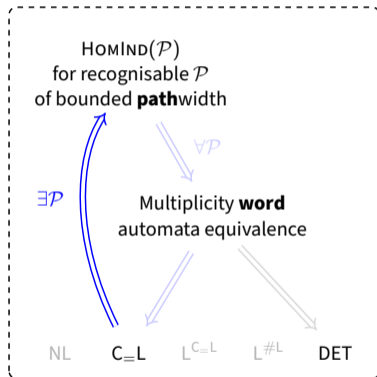 HOMIND(𝒫)
for recognisable 𝒫
of bounded pathwidth
∀𝒫
∃𝒫
Multiplicity word
automata equivalence
NL C₌L L^{C₌L} L^{#L} DET